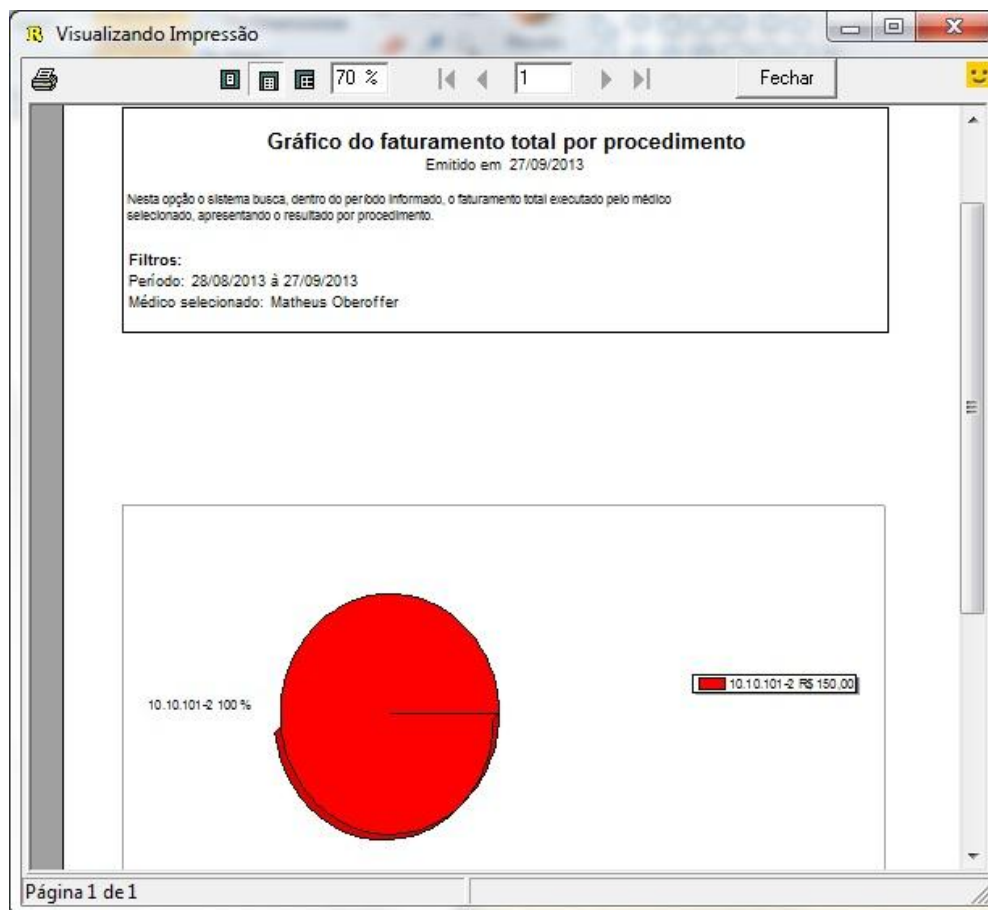 Visualizando Impressão
70 %
1
Fechar
Gráfico do faturamento total por procedimento
Emitido em 27/09/2013
Nesta opção o sistema busca, dentro do período informado, o faturamento total executado pelo médico
selecionado, apresentando o resultado por procedimento.
Filtros:
Período: 28/08/2013 à 27/09/2013
Médico selecionado: Matheus Oberoffer
10.10.101-2 100 %
10.10.101-2 R$ 150,00
Página 1 de 1